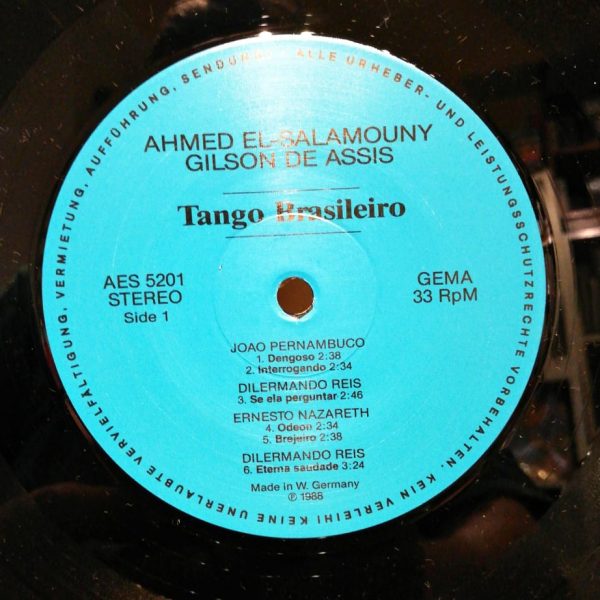 ALLE URHEBER- UND LEISTUNGSSCHUTZRECHTE VORBEHALTEN. KEIN VERLEIH! KEINE UNERLAUBTE VERVIELFÄLTIGUNG, VERMIETUNG, AUFFÜHRUNG, SENDUNG!
AHMED EL-SALAMOUNY
GILSON DE ASSIS
Tango Brasileiro
AES 5201
STEREO
Side 1
GEMA
33 RpM
JOAO PERNAMBUCO
1. Dengoso 2:38
2. Interrogando 2:34
DILERMANDO REIS
3. Se ela perguntar 2:46
ERNESTO NAZARETH
4. Odeon 2:34
5. Brejeiro 2:38
DILERMANDO REIS
6. Eterna saudade 3:24
Made in W. Germany
℗ 1988